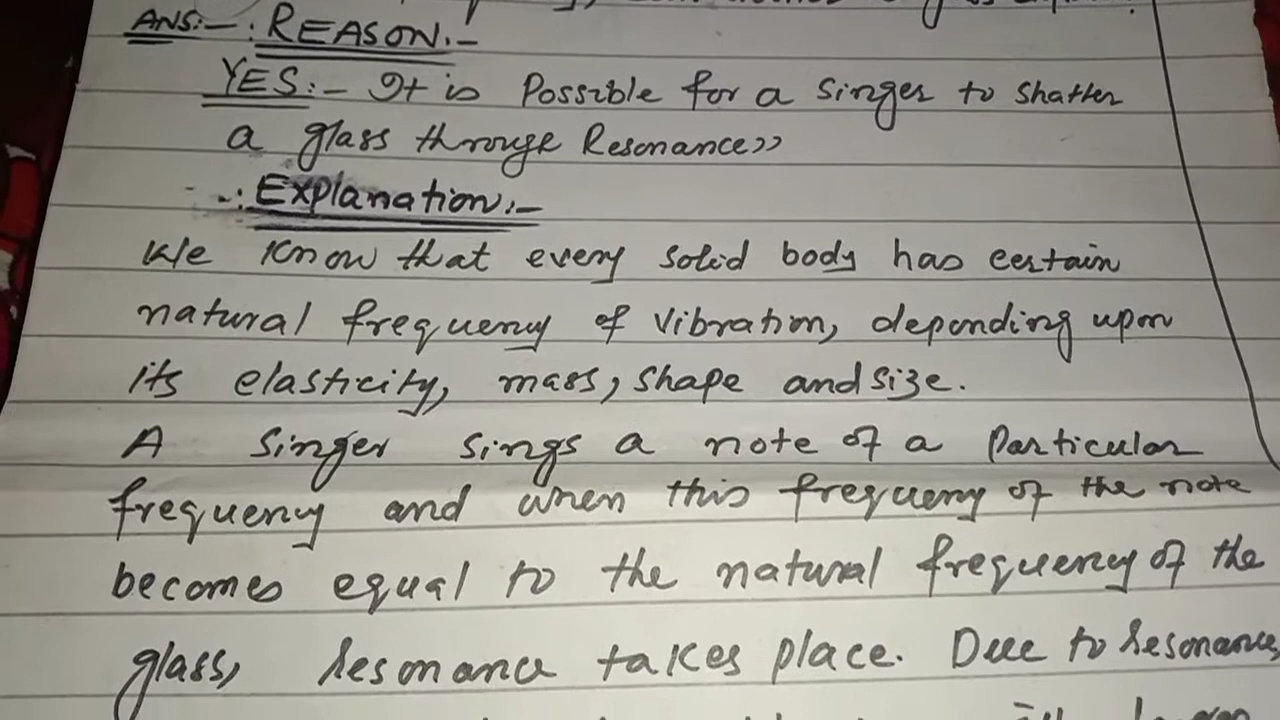 ANS:- ∴ REASON:-
YES:- It is Possible for a Singer to Shatter
a glass through Resonance>>
∴ Explanation:-
We Know that every solid body has certain
natural frequency of vibration, depending upon
its elasticity, mass, shape and size.
A Singer Sings a note of a Particular
frequency and when this frequency of the note
becomes equal to the natural frequency of the
glass, resonance takes place. Due to resonance,